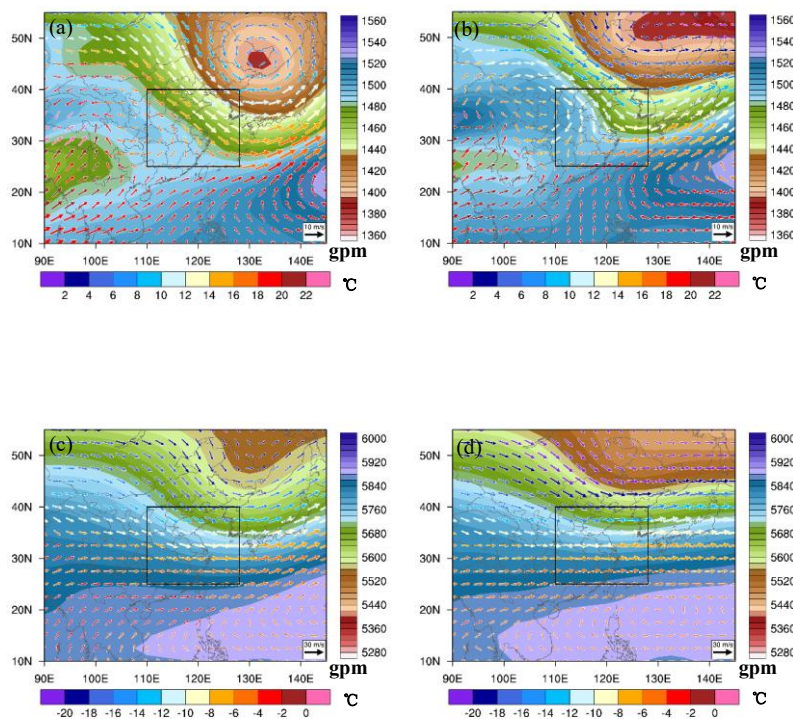 (a)
55N
50N
40N
30N
20N
10N
90E 100E 110E 120E 130E 140E
1560
1540
1520
1500
1480
1460
1440
1420
1400
1380
1360
10 m/s
gpm
2 4 6 8 10 12 14 16 18 20 22 ℃
(b)
50N
40N
30N
20N
10N
90E 100E 110E 120E 130E 140E
1560
1540
1520
1500
1480
1460
1440
1420
1400
1380
1360
10 m/s
gpm
2 4 6 8 10 12 14 16 18 20 22 ℃
(c)
50N
40N
30N
20N
10N
90E 100E 110E 120E 130E 140E
6000
5920
5840
5760
5680
5600
5520
5440
5360
5280
30 m/s
gpm
-20 -18 -16 -14 -12 -10 -8 -6 -4 -2 0 ℃
(d)
50N
40N
30N
20N
10N
90E 100E 110E 120E 130E 140E
6000
5920
5840
5760
5680
5600
5520
5440
5360
5280
30 m/s
gpm
-20 -18 -16 -14 -12 -10 -8 -6 -4 -2 0 ℃